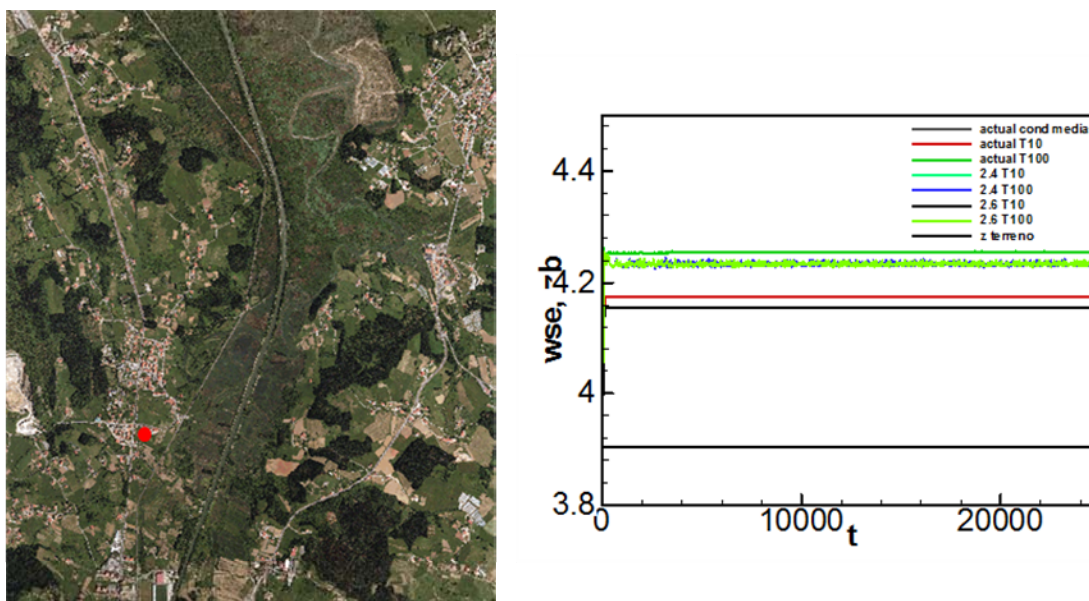 actual cond media
actual T10
actual T100
2.4 T10
2.4 T100
2.6 T10
2.6 T100
z terreno
4.4
4.2
4
3.8
wse, zb
0
10000
20000
t